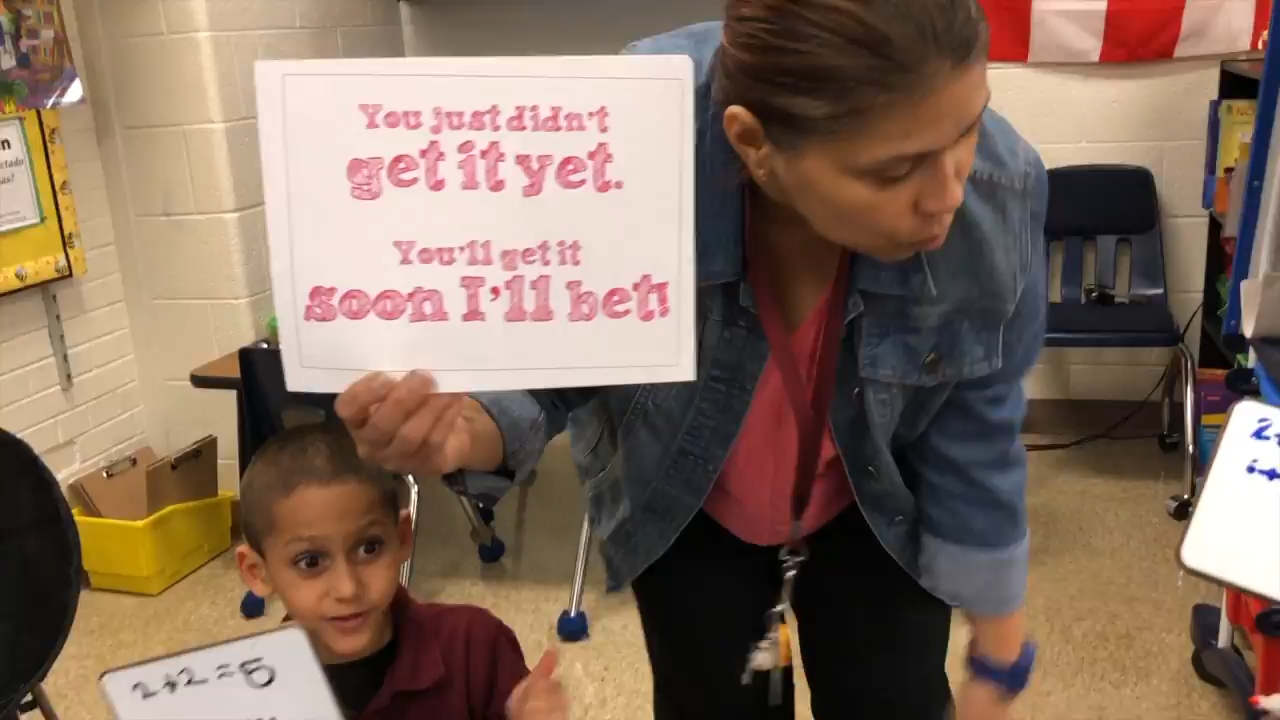 You just didn't
get it yet.
You'll get it
soon I'll bet!
2+2=5